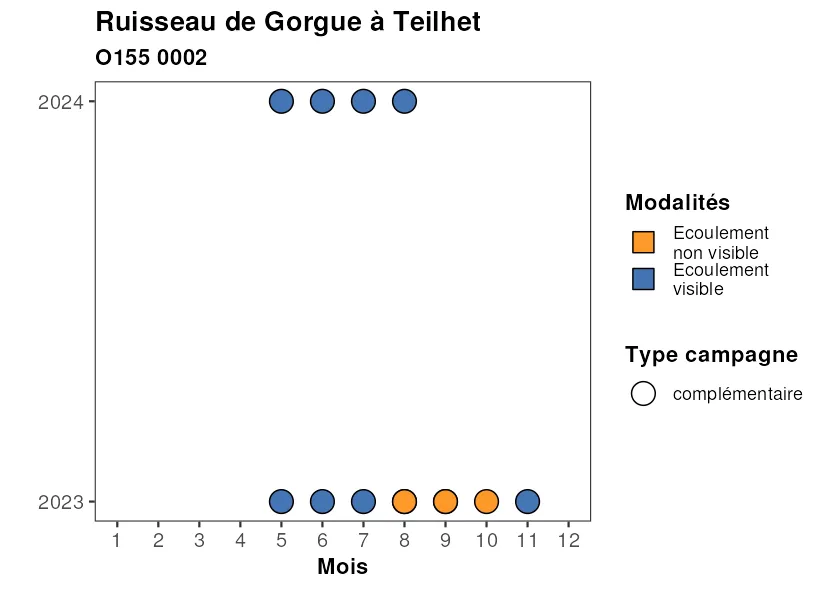 Ruisseau de Gorgue à Teilhet
O155 0002
2024
2023
1 2 3 4 5 6 7 8 9 10 11 12
Mois
Modalités
Ecoulement
non visible
Ecoulement
visible
Type campagne
complémentaire